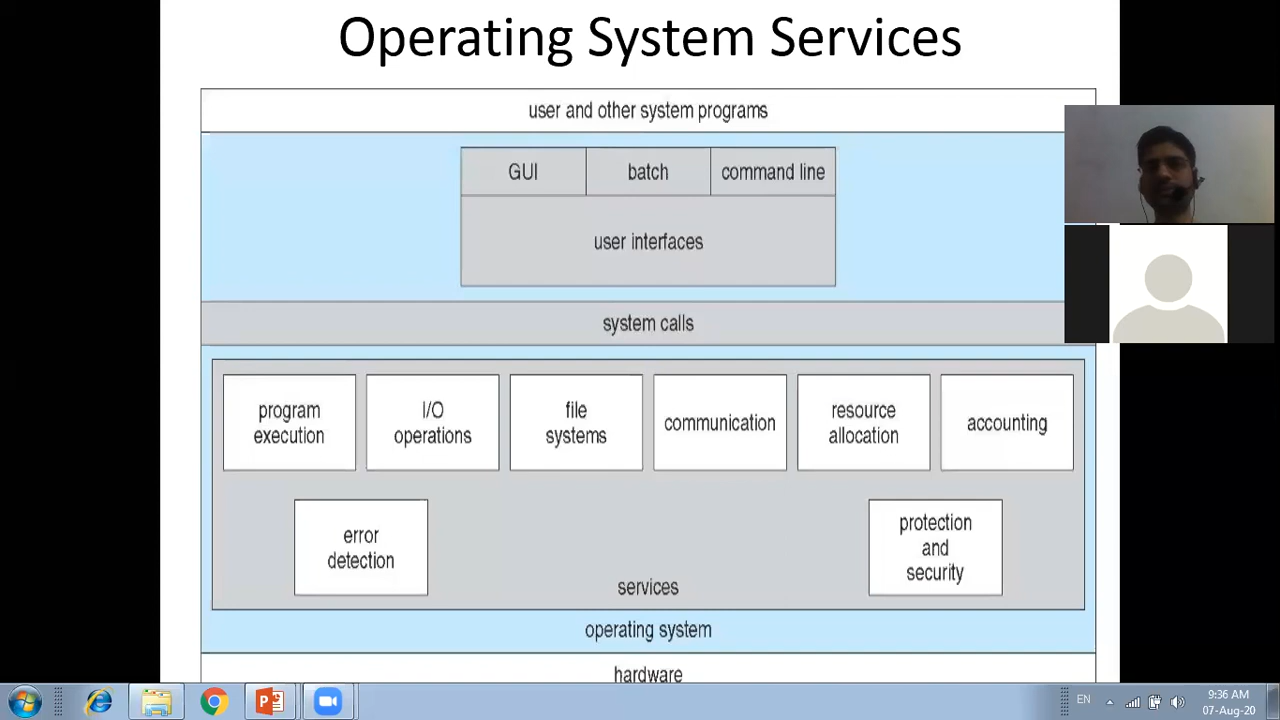 Operating System Services
user and other system programs
GUI
batch
command line
user interfaces
system calls
program
execution
I/O
operations
file
systems
communication
resource
allocation
accounting
error
detection
protection
and
security
services
operating system
hardware
EN
9:36 AM
07-Aug-20